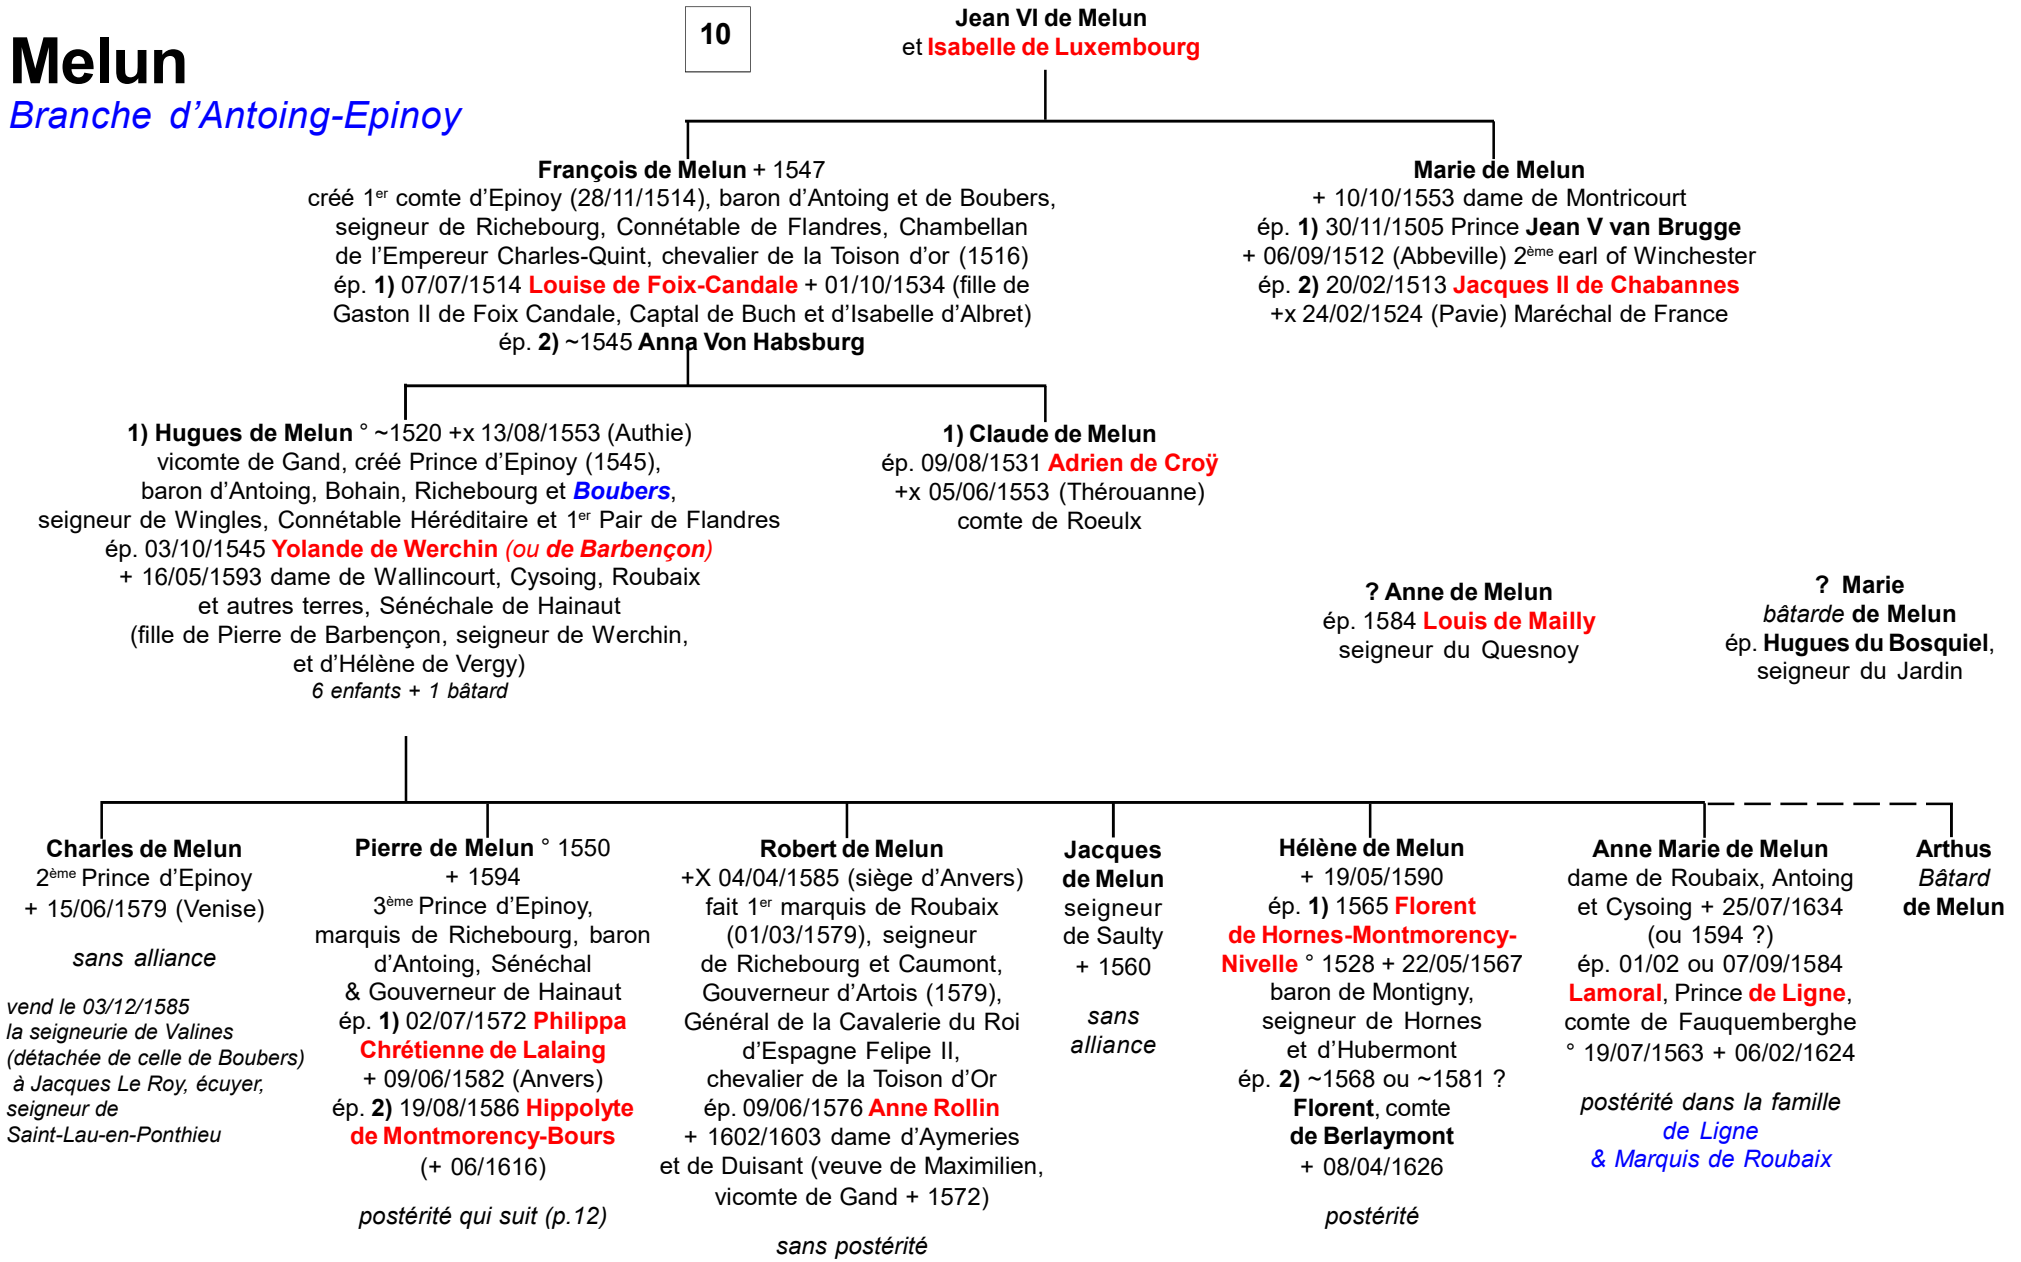 Melun
Branche d'Antoing-Epinoy
10
Jean VI de Melun
et Isabelle de Luxembourg
François de Melun + 1547
créé 1er comte d'Epinoy (28/11/1514), baron d'Antoing et de Boubers,
seigneur de Richebourg, Connétable de Flandres, Chambellan
de l'Empereur Charles-Quint, chevalier de la Toison d'or (1516)
ép. 1) 07/07/1514 Louise de Foix-Candale + 01/10/1534 (fille de
Gaston II de Foix Candale, Captal de Buch et d'Isabelle d'Albret)
ép. 2) ~1545 Anna Von Habsburg
Marie de Melun
+ 10/10/1553 dame de Montricourt
ép. 1) 30/11/1505 Prince Jean V van Brugge
+ 06/09/1512 (Abbeville) 2ème earl of Winchester
ép. 2) 20/02/1513 Jacques II de Chabannes
+x 24/02/1524 (Pavie) Maréchal de France
1) Hugues de Melun ° ~1520 +x 13/08/1553 (Authie)
vicomte de Gand, créé Prince d'Epinoy (1545),
baron d'Antoing, Bohain, Richebourg et Boubers,
seigneur de Wingles, Connétable Héréditaire et 1er Pair de Flandres
ép. 03/10/1545 Yolande de Werchin (ou de Barbençon)
+ 16/05/1593 dame de Wallincourt, Cysoing, Roubaix
et autres terres, Sénéchale de Hainaut
(fille de Pierre de Barbençon, seigneur de Werchin,
et d'Hélène de Vergy)
6 enfants + 1 bâtard
1) Claude de Melun
ép. 09/08/1531 Adrien de Croÿ
+x 05/06/1553 (Thérouanne)
comte de Roeulx
? Anne de Melun
ép. 1584 Louis de Mailly
seigneur du Quesnoy
? Marie
bâtarde de Melun
ép. Hugues du Bosquiel,
seigneur du Jardin
Charles de Melun
2ème Prince d'Epinoy
+ 15/06/1579 (Venise)
sans alliance
vend le 03/12/1585
la seigneurie de Valines
(détachée de celle de Boubers)
à Jacques Le Roy, écuyer,
seigneur de
Saint-Lau-en-Ponthieu
Pierre de Melun ° 1550
+ 1594
3ème Prince d'Epinoy,
marquis de Richebourg, baron
d'Antoing, Sénéchal
& Gouverneur de Hainaut
ép. 1) 02/07/1572 Philippa
Chrétienne de Lalaing
+ 09/06/1582 (Anvers)
ép. 2) 19/08/1586 Hippolyte
de Montmorency-Bours
(+ 06/1616)
postérité qui suit (p.12)
Robert de Melun
+X 04/04/1585 (siège d'Anvers)
fait 1er marquis de Roubaix
(01/03/1579), seigneur
de Richebourg et Caumont,
Gouverneur d'Artois (1579),
Général de la Cavalerie du Roi
d'Espagne Felipe II,
chevalier de la Toison d'Or
ép. 09/06/1576 Anne Rollin
+ 1602/1603 dame d'Aymeries
et de Duisant (veuve de Maximilien,
vicomte de Gand + 1572)
sans postérité
Jacques
de Melun
seigneur
de Saulty
+ 1560
sans
alliance
Hélène de Melun
+ 19/05/1590
ép. 1) 1565 Florent
de Hornes-Montmorency-
Nivelle ° 1528 + 22/05/1567
baron de Montigny,
seigneur de Hornes
et d'Hubermont
ép. 2) ~1568 ou ~1581 ?
Florent, comte
de Berlaymont
+ 08/04/1626
postérité
Anne Marie de Melun
dame de Roubaix, Antoing
et Cysoing + 25/07/1634
(ou 1594 ?)
ép. 01/02 ou 07/09/1584
Lamoral, Prince de Ligne,
comte de Fauquemberghe
° 19/07/1563 + 06/02/1624
postérité dans la famille
de Ligne
& Marquis de Roubaix
Arthus
Bâtard
de Melun